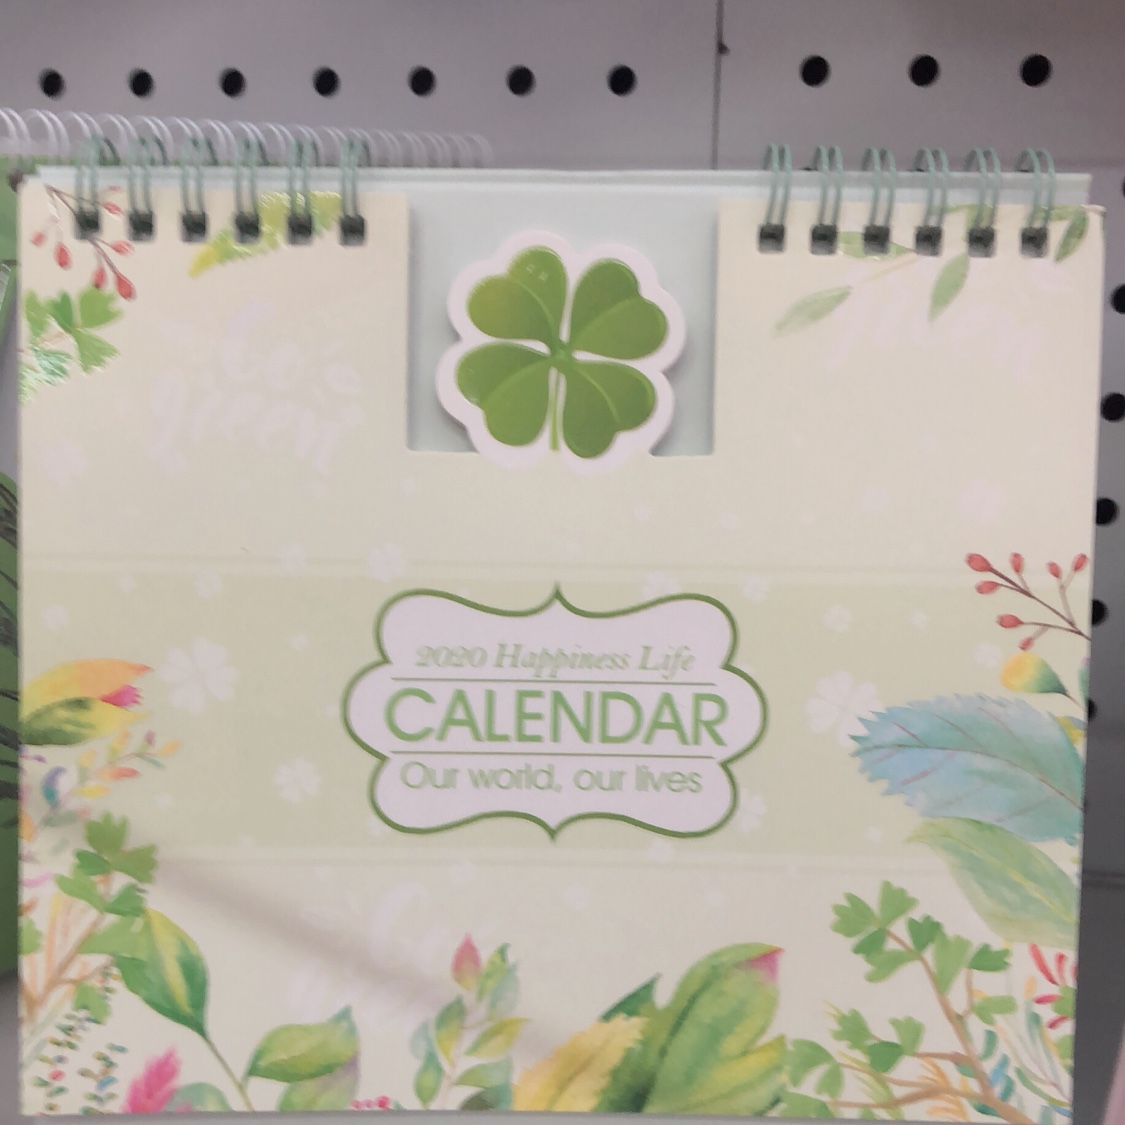 2020 Happiness Life
CALENDAR
Our world, our lives